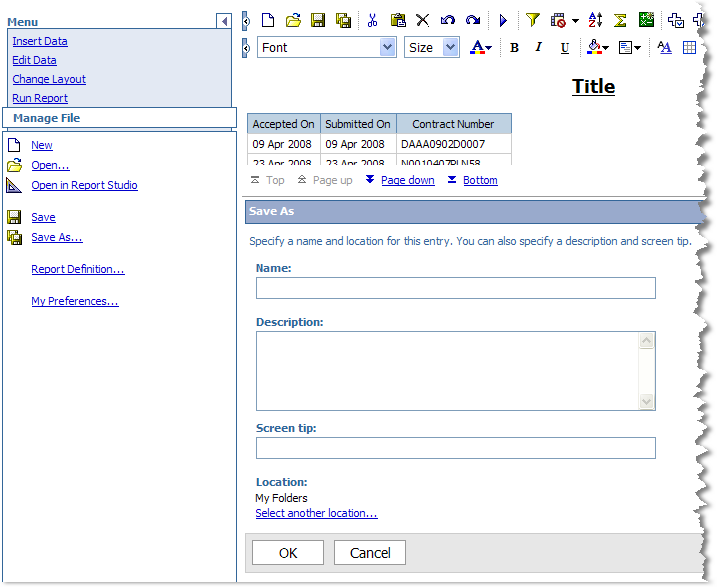 Menu
Insert Data
Edit Data
Change Layout
Run Report
Manage File
New
Open...
Open in Report Studio
Save
Save As...
Report Definition...
My Preferences...
Font Size A B I U
Title
Accepted On Submitted On Contract Number
09 Apr 2008 09 Apr 2008 DAAA0902D0007
23 Apr 2008 23 Apr 2008 N0010407PLN58
Top Page up Page down Bottom
Save As
Specify a name and location for this entry. You can also specify a description and screen tip.
Name:
Description:
Screen tip:
Location:
My Folders
Select another location...
OK Cancel